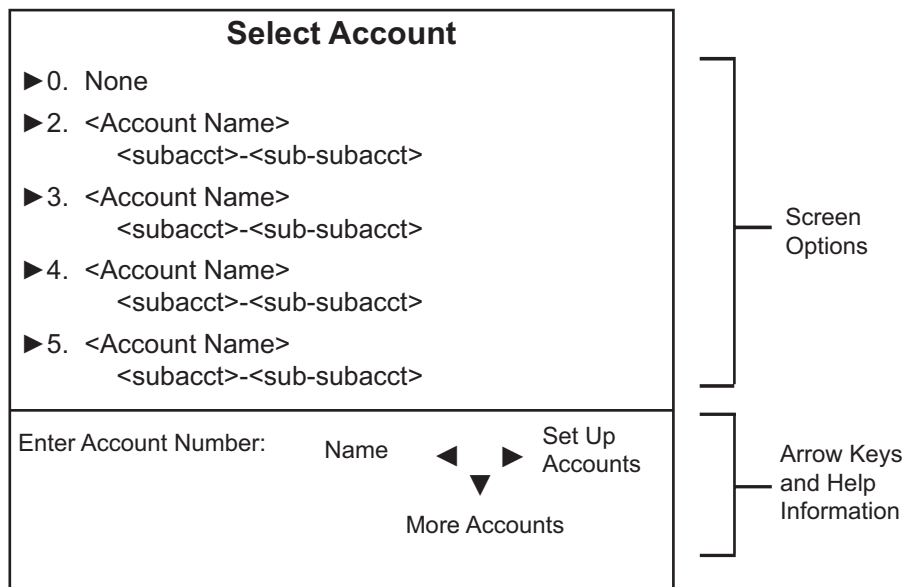 Select Account
►0. None
►2. <Account Name>
<subacct>-<sub-subacct>
►3. <Account Name>
<subacct>-<sub-subacct>
►4. <Account Name>
<subacct>-<sub-subacct>
►5. <Account Name>
<subacct>-<sub-subacct>
Screen
Options
Enter Account Number:
Name
Set Up
Accounts
More Accounts
Arrow Keys
and Help
Information